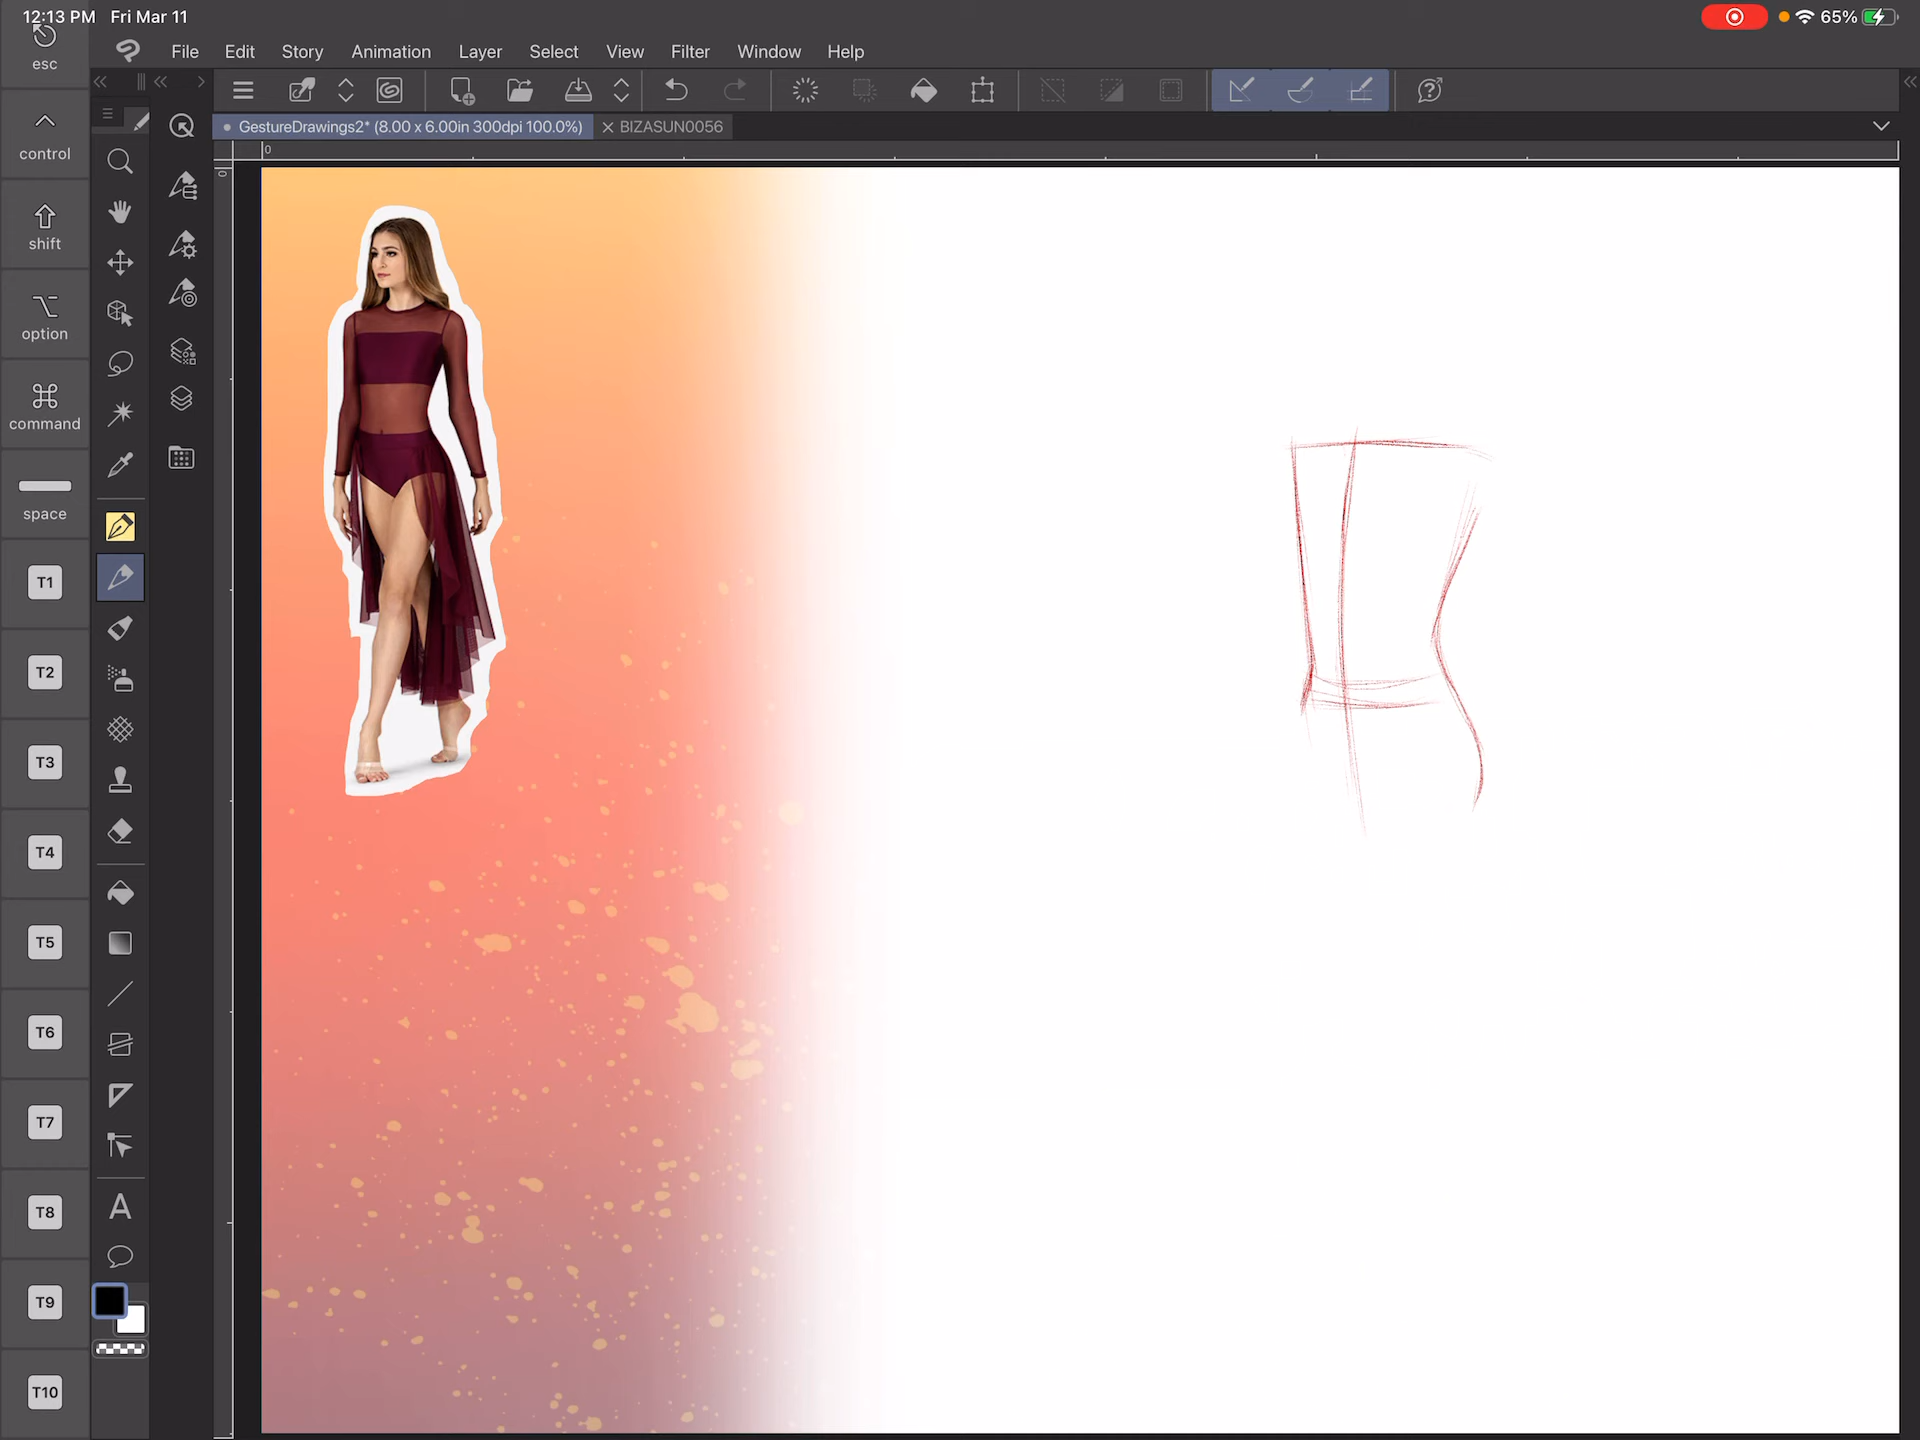 12:13 PM Fri Mar 11
65%
esc
File Edit Story Animation Layer Select View Filter Window Help
control
GestureDrawings2* (8.00 x 6.00in 300dpi 100.0%) BIZASUN0056
0
0
shift
option
command
space
T1
T2
T3
T4
T5
T6
T7
T8
A
T9
T10